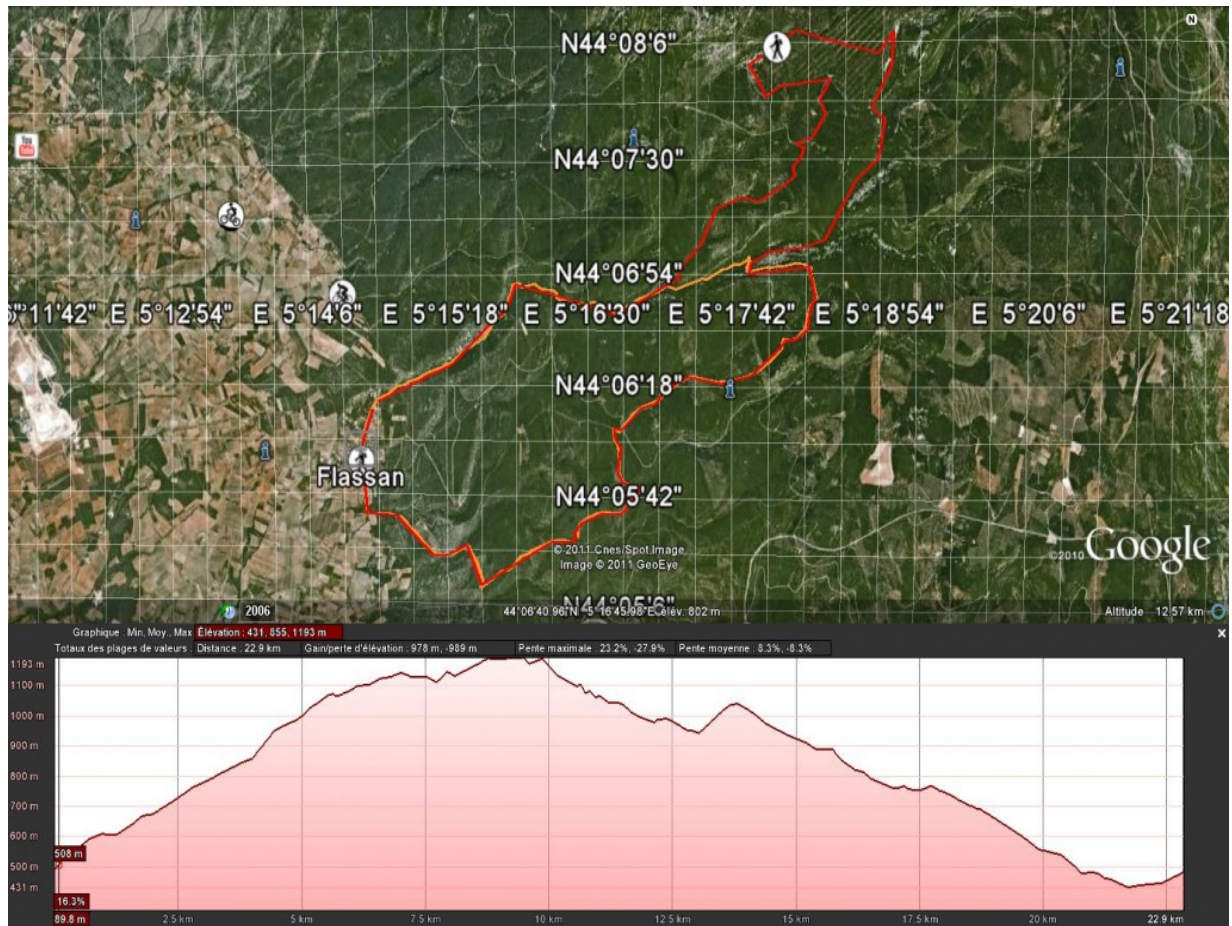 N
N44°08'6"
You
Tube
N44°07'30"
N44°06'54"
5°11'42" E 5°12'54" E 5°14'6" E 5°15'18" E 5°16'30" E 5°17'42" E 5°18'54" E 5°20'6" E 5°21'18
N44°06'18"
Flassan
N44°05'42"
© 2011 Cnes/Spot Image
Image © 2011 GeoEye
©2010 Google
N44°05'6"
2006
44°06'40.96"N 5°16'45.98"E élév. 802 m
Altitude 12.57 km
Graphique : Min, Moy., Max Élévation : 431, 855, 1193 m
Totaux des plages de valeurs : Distance : 22.9 km Gain/perte d'élévation : 978 m, -989 m Pente maximale : 23.2%, -27.9% Pente moyenne : 8.3%, -8.3%
1193 m
1100 m
1000 m
900 m
800 m
700 m
600 m
508 m
500 m
431 m
16.3%
89.8 m 2.5 km 5 km 7.5 km 10 km 12.5 km 15 km 17.5 km 20 km 22.9 km